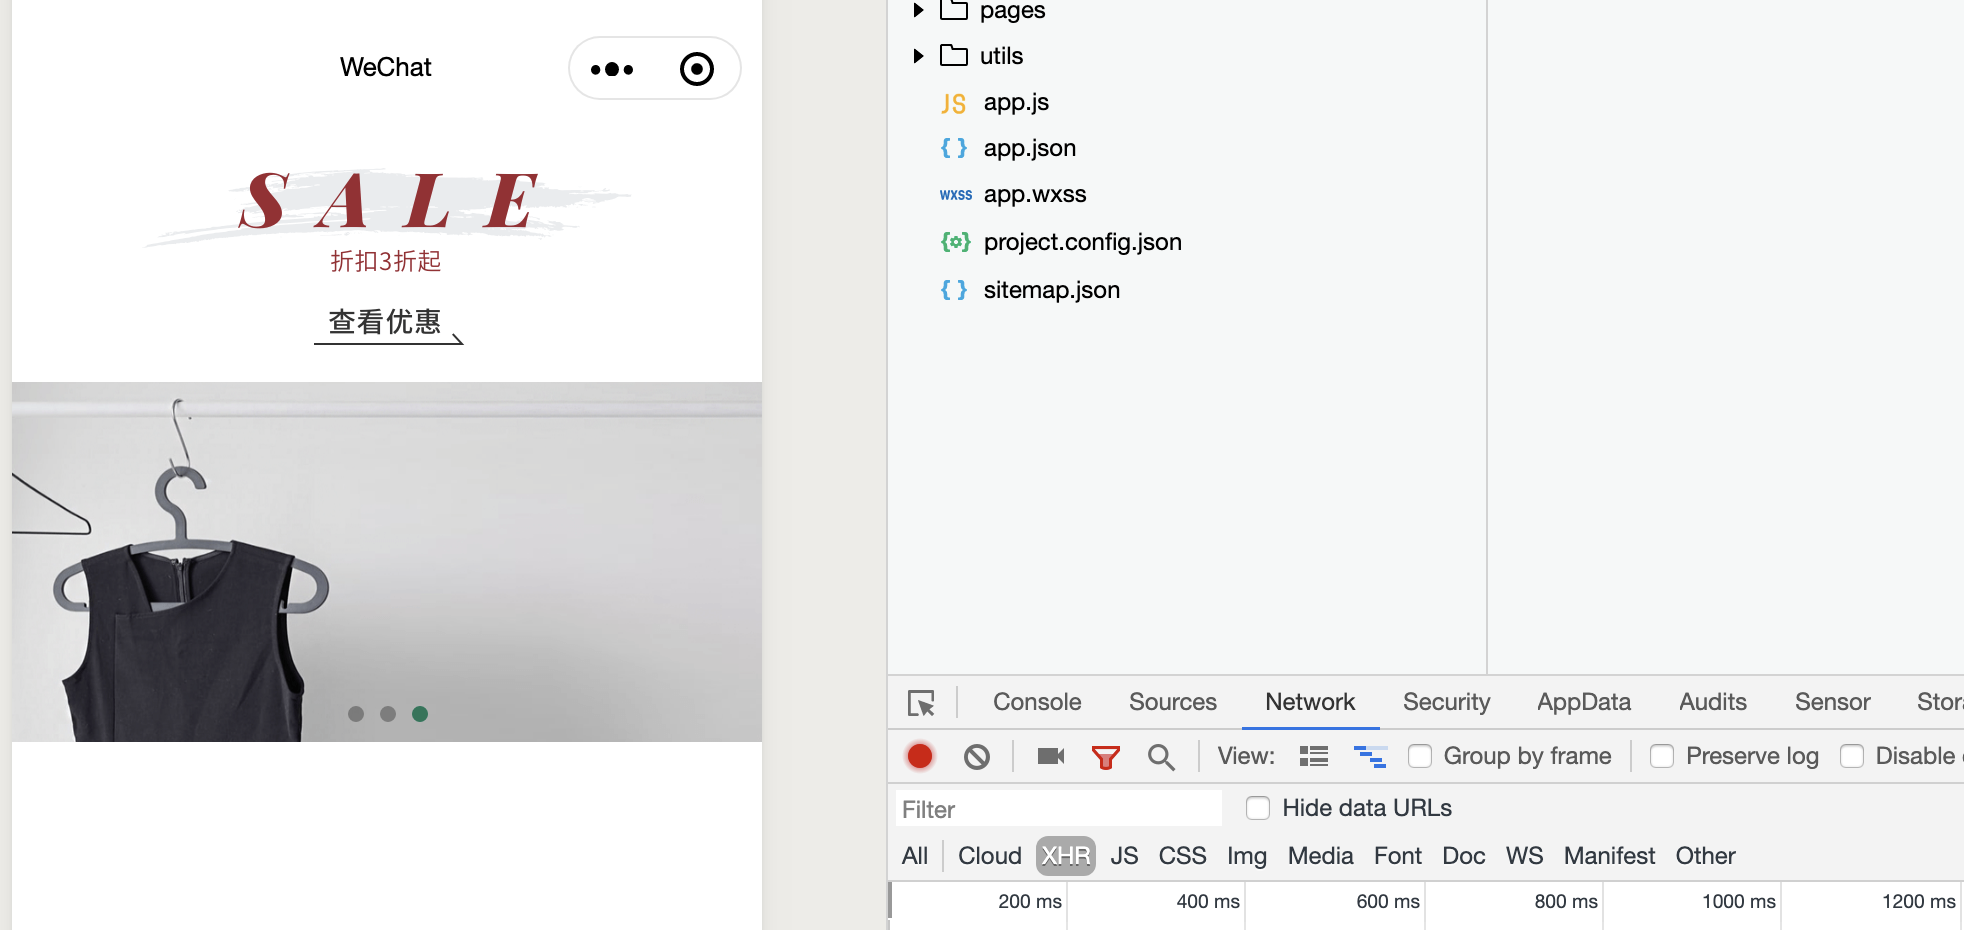 WeChat
SALE
折扣3折起
查看优惠
pages
utils
JS app.js
{ } app.json
wxss app.wxss
project.config.json
{ } sitemap.json
Console Sources Network Security AppData Audits Sensor Stora
View: Group by frame Preserve log Disable
Filter Hide data URLs
All Cloud XHR JS CSS Img Media Font Doc WS Manifest Other
200 ms 400 ms 600 ms 800 ms 1000 ms 1200 ms